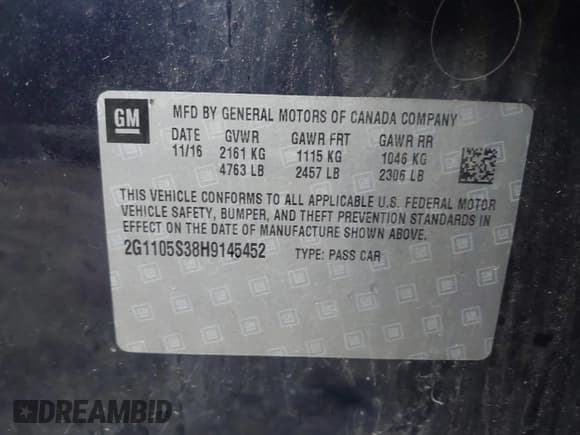 GM
MFD BY GENERAL MOTORS OF CANADA COMPANY
DATE GVWR GAWR FRT GAWR RR
11/16 2161 KG 1115 KG 1046 KG
4763 LB 2457 LB 2306 LB
THIS VEHICLE CONFORMS TO ALL APPLICABLE U.S. FEDERAL MOTOR
VEHICLE SAFETY, BUMPER, AND THEFT PREVENTION STANDARDS IN
EFFECT ON THE DATE OF MANUFACTURE SHOWN ABOVE.
2G1105S38H9145452 TYPE: PASS CAR
DREAMBID